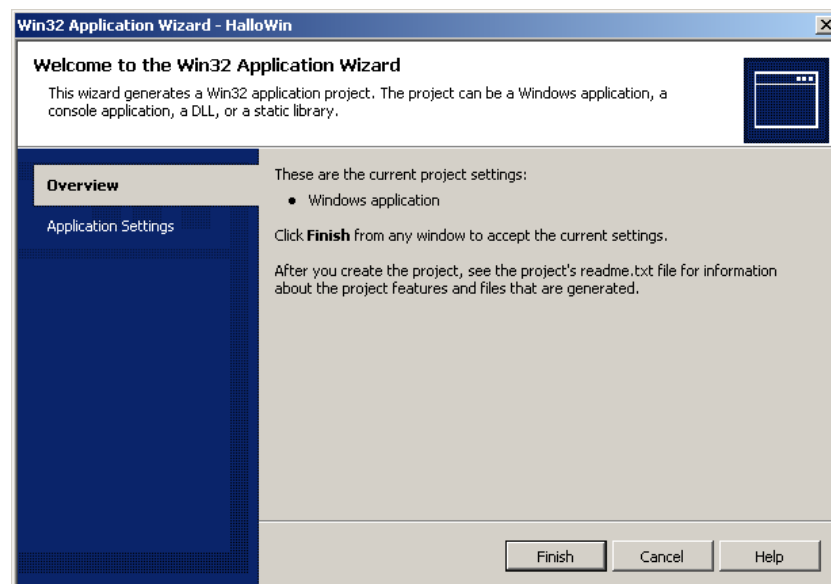 Win32 Application Wizard - HalloWin
Welcome to the Win32 Application Wizard
This wizard generates a Win32 application project. The project can be a Windows application, a
console application, a DLL, or a static library.
Overview
Application Settings
These are the current project settings:
• Windows application
Click Finish from any window to accept the current settings.
After you create the project, see the project's readme.txt file for information
about the project features and files that are generated.
Finish
Cancel
Help